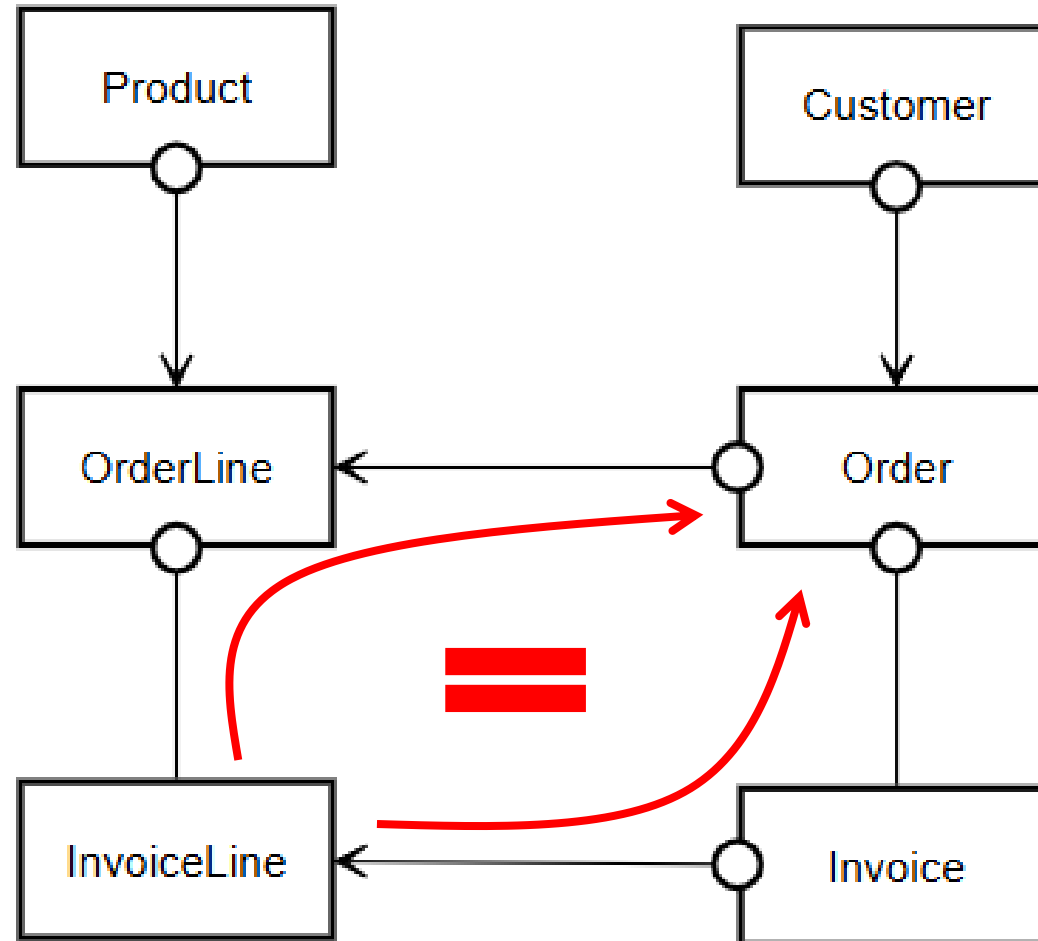 Product
Customer
OrderLine
Order
InvoiceLine
Invoice